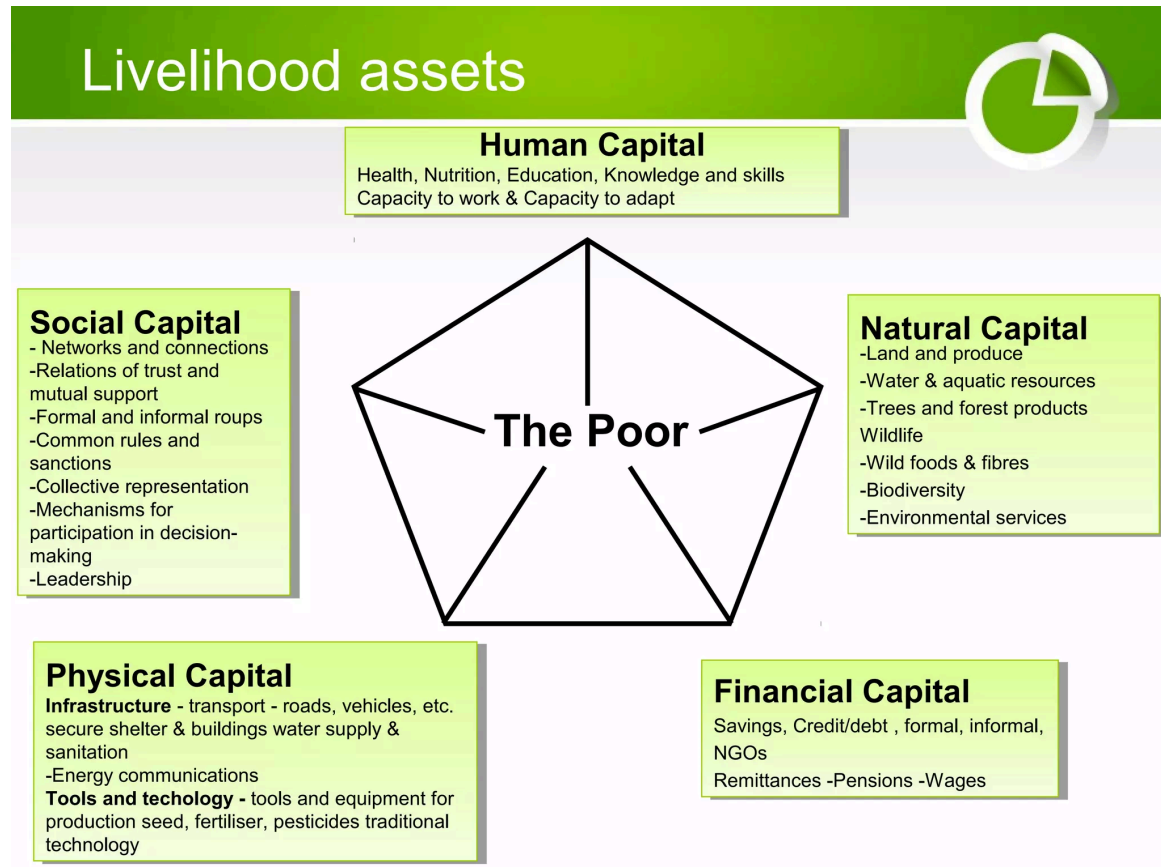 Livelihood assets
Human Capital
Health, Nutrition, Education, Knowledge and skills
Capacity to work & Capacity to adapt
Social Capital
- Networks and connections
-Relations of trust and
mutual support
-Formal and informal roups
-Common rules and
sanctions
-Collective representation
-Mechanisms for
participation in decision-
making
-Leadership
The Poor
Natural Capital
-Land and produce
-Water & aquatic resources
-Trees and forest products
Wildlife
-Wild foods & fibres
-Biodiversity
-Environmental services
Physical Capital
Infrastructure - transport - roads, vehicles, etc.
secure shelter & buildings water supply &
sanitation
-Energy communications
Tools and techology - tools and equipment for
production seed, fertiliser, pesticides traditional
technology
Financial Capital
Savings, Credit/debt , formal, informal,
NGOs
Remittances -Pensions -Wages